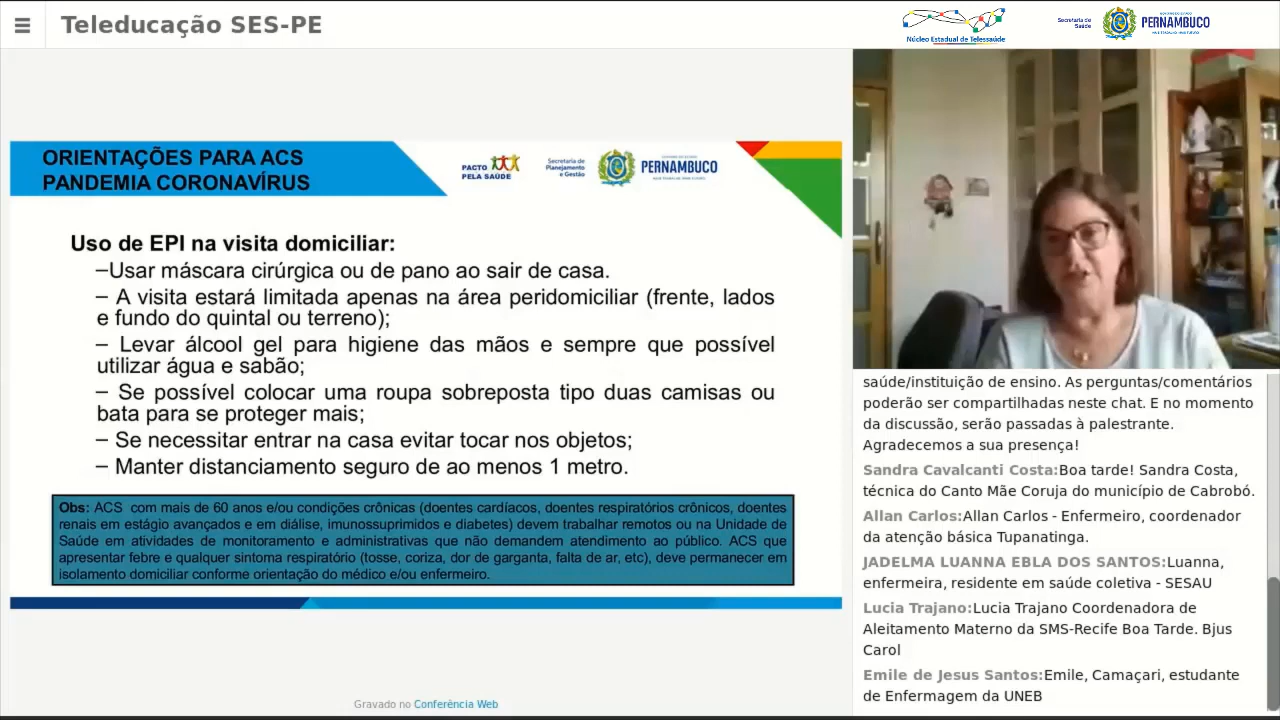 Teleducação SES-PE
Núcleo Estadual de Telessaúde
Secretaria de
Saúde
PERNAMBUCO
ORIENTAÇÕES PARA ACS
PANDEMIA CORONAVÍRUS
PACTO
PELA SAÚDE
Secretaria de
Planejamento
e Gestão
PERNAMBUCO
Uso de EPI na visita domiciliar:
–Usar máscara cirúrgica ou de pano ao sair de casa.
– A visita estará limitada apenas na área peridomiciliar (frente, lados
e fundo do quintal ou terreno);
– Levar álcool gel para higiene das mãos e sempre que possível
utilizar água e sabão;
– Se possível colocar uma roupa sobreposta tipo duas camisas ou
bata para se proteger mais;
– Se necessitar entrar na casa evitar tocar nos objetos;
– Manter distanciamento seguro de ao menos 1 metro.
Obs: ACS com mais de 60 anos e/ou condições crônicas (doentes cardíacos, doentes respiratórios crônicos, doentes
renais em estágio avançados e em diálise, imunossuprimidos e diabetes) devem trabalhar remotos ou na Unidade de
Saúde em atividades de monitoramento e administrativas que não demandem atendimento ao público. ACS que
apresentar febre e qualquer sintoma respiratório (tosse, coriza, dor de garganta, falta de ar, etc), deve permanecer em
isolamento domiciliar conforme orientação do médico e/ou enfermeiro.
saúde/instituição de ensino. As perguntas/comentários
poderão ser compartilhadas neste chat. E no momento
da discussão, serão passadas à palestrante.
Agradecemos a sua presença!
Sandra Cavalcanti Costa:Boa tarde! Sandra Costa,
técnica do Canto Mãe Coruja do município de Cabrobó.
Allan Carlos:Allan Carlos - Enfermeiro, coordenador
da atenção básica Tupanatinga.
JADELMA LUANNA EBLA DOS SANTOS:Luanna,
enfermeira, residente em saúde coletiva - SESAU
Lucia Trajano:Lucia Trajano Coordenadora de
Aleitamento Materno da SMS-Recife Boa Tarde. Bjus
Carol
Emile de Jesus Santos:Emile, Camaçari, estudante
de Enfermagem da UNEB
Gravado no Conferência Web